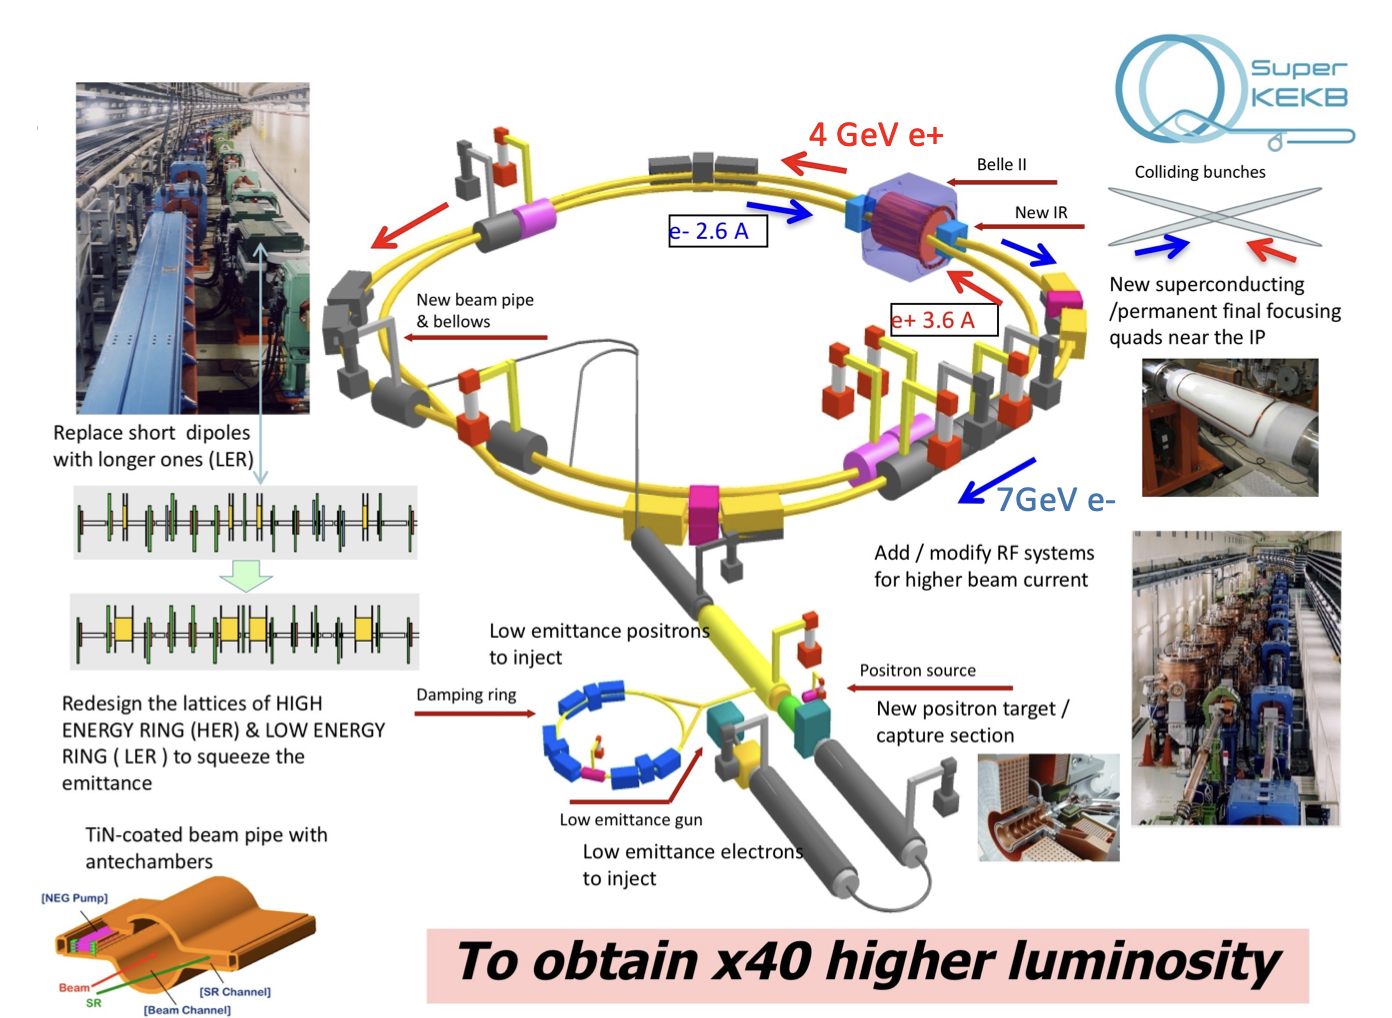 Super
KEKB
4 GeV e+
Belle II
Colliding bunches
New IR
e- 2.6 A
New superconducting
/permanent final focusing
quads near the IP
New beam pipe
& bellows
e+ 3.6 A
Replace short dipoles
with longer ones (LER)
7GeV e-
Add / modify RF systems
for higher beam current
Low emittance positrons
to inject
Positron source
Damping ring
New positron target /
capture section
Redesign the lattices of HIGH
ENERGY RING (HER) & LOW ENERGY
RING ( LER ) to squeeze the
emittance
Low emittance gun
Low emittance electrons
to inject
TiN-coated beam pipe with
antechambers
[NEG Pump]
Beam
SR
[SR Channel]
[Beam Channel]
To obtain x40 higher luminosity